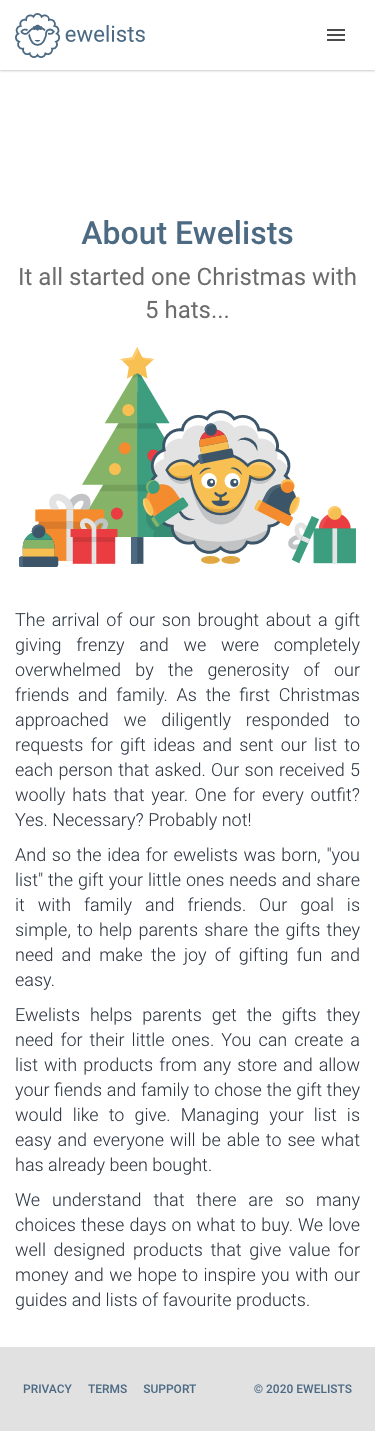 ewelists
About Ewelists
It all started one Christmas with
5 hats...
The arrival of our son brought about a gift
giving frenzy and we were completely
overwhelmed by the generosity of our
friends and family. As the first Christmas
approached we diligently responded to
requests for gift ideas and sent our list to
each person that asked. Our son received 5
woolly hats that year. One for every outfit?
Yes. Necessary? Probably not!
And so the idea for ewelists was born, "you
list" the gift your little ones needs and share
it with family and friends. Our goal is
simple, to help parents share the gifts they
need and make the joy of gifting fun and
easy.
Ewelists helps parents get the gifts they
need for their little ones. You can create a
list with products from any store and allow
your fiends and family to chose the gift they
would like to give. Managing your list is
easy and everyone will be able to see what
has already been bought.
We understand that there are so many
choices these days on what to buy. We love
well designed products that give value for
money and we hope to inspire you with our
guides and lists of favourite products.
PRIVACY TERMS SUPPORT © 2020 EWELISTS